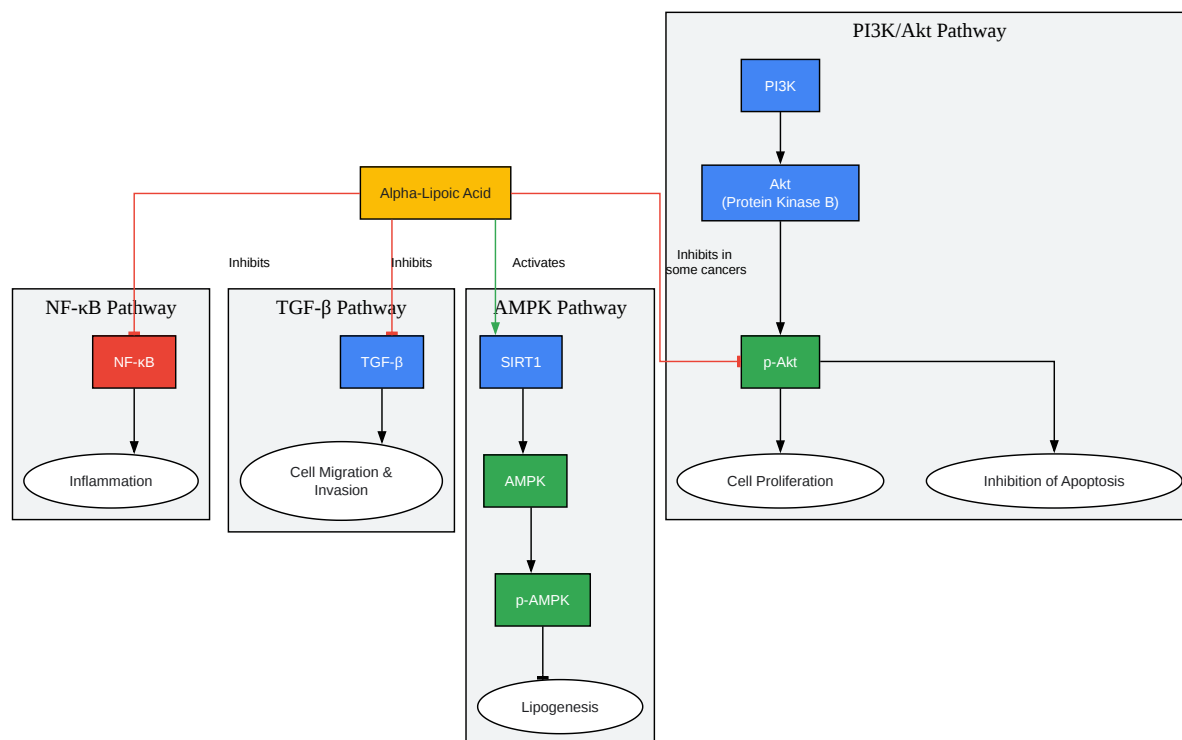 PI3K/Akt Pathway
PI3K
Alpha-Lipoic Acid
Akt
(Protein Kinase B)
Inhibits
Inhibits
Activates
Inhibits in
some cancers
NF-κB Pathway
TGF-β Pathway
AMPK Pathway
NF-κB
TGF-β
SIRT1
p-Akt
Inflammation
Cell Migration &
Invasion
AMPK
Cell Proliferation
Inhibition of Apoptosis
p-AMPK
Lipogenesis